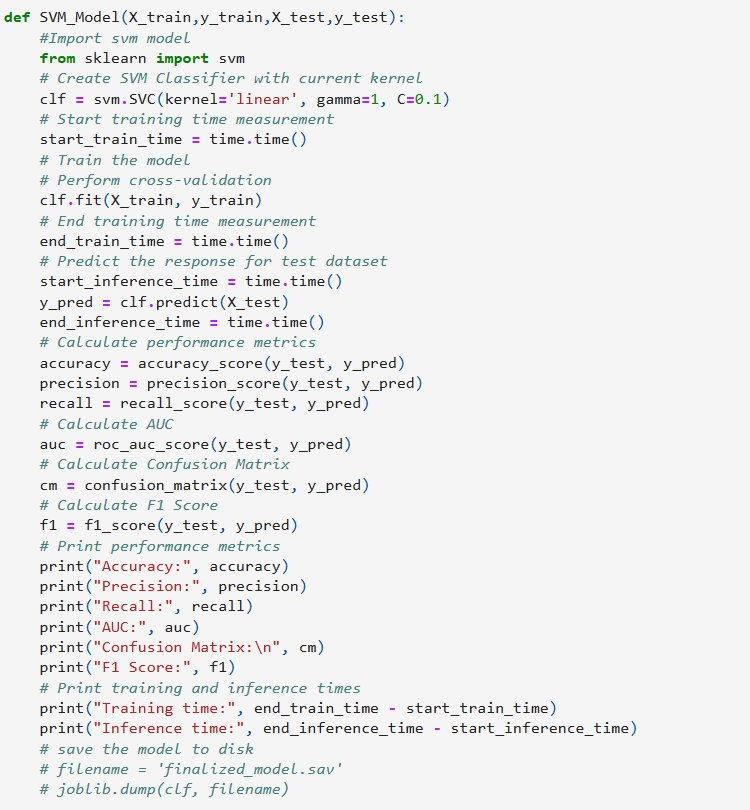 def SVM_Model(X_train,y_train,X_test,y_test):
    #Import svm model
    from sklearn import svm
    # Create SVM Classifier with current kernel
    clf = svm.SVC(kernel='linear', gamma=1, C=0.1)
    # Start training time measurement
    start_train_time = time.time()
    # Train the model
    # Perform cross-validation
    clf.fit(X_train, y_train)
    # End training time measurement
    end_train_time = time.time()
    # Predict the response for test dataset
    start_inference_time = time.time()
    y_pred = clf.predict(X_test)
    end_inference_time = time.time()
    # Calculate performance metrics
    accuracy = accuracy_score(y_test, y_pred)
    precision = precision_score(y_test, y_pred)
    recall = recall_score(y_test, y_pred)
    # Calculate AUC
    auc = roc_auc_score(y_test, y_pred)
    # Calculate Confusion Matrix
    cm = confusion_matrix(y_test, y_pred)
    # Calculate F1 Score
    f1 = f1_score(y_test, y_pred)
    # Print performance metrics
    print("Accuracy:", accuracy)
    print("Precision:", precision)
    print("Recall:", recall)
    print("AUC:", auc)
    print("Confusion Matrix:\n", cm)
    print("F1 Score:", f1)
    # Print training and inference times
    print("Training time:", end_train_time - start_train_time)
    print("Inference time:", end_inference_time - start_inference_time)
    # save the model to disk
    # filename = 'finalized_model.sav'
    # joblib.dump(clf, filename)